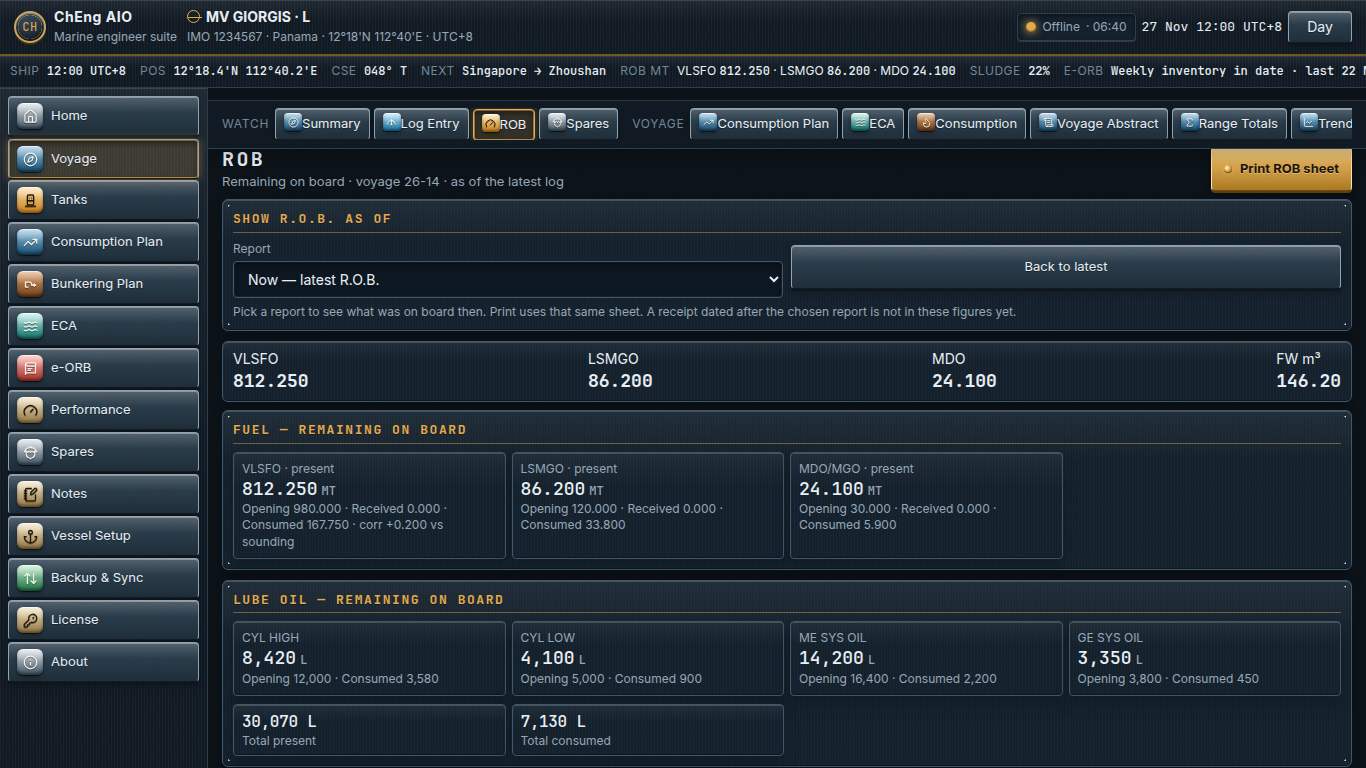 CH
ChEng AIO
Marine engineer suite
MV GIORGIS · L
IMO 1234567 · Panama · 12°18'N 112°40'E · UTC+8
Offline · 06:40
27 Nov 12:00 UTC+8
Day
SHIP 12:00 UTC+8 POS 12°18.4'N 112°40.2'E CSE 048° T NEXT Singapore → Zhoushan ROB MT VLSFO 812.250 · LSMGO 86.200 · MDO 24.100 SLUDGE 22% E-ORB Weekly inventory in date · last 22
Home
Voyage
Tanks
Consumption Plan
Bunkering Plan
ECA
e-ORB
Performance
Spares
Notes
Vessel Setup
Backup & Sync
License
About
WATCH Summary Log Entry ROB Spares VOYAGE Consumption Plan ECA Consumption Voyage Abstract Range Totals Trend
ROB
Remaining on board · voyage 26-14 · as of the latest log
Print ROB sheet
SHOW R.O.B. AS OF
Report
Now — latest R.O.B.
Back to latest
Pick a report to see what was on board then. Print uses that same sheet. A receipt dated after the chosen report is not in these figures yet.
VLSFO
812.250
LSMGO
86.200
MDO
24.100
FW m³
146.20
FUEL — REMAINING ON BOARD
VLSFO · present
812.250 MT
Opening 980.000 · Received 0.000 ·
Consumed 167.750 · corr +0.200 vs
sounding
LSMGO · present
86.200 MT
Opening 120.000 · Received 0.000 ·
Consumed 33.800
MDO/MGO · present
24.100 MT
Opening 30.000 · Received 0.000 ·
Consumed 5.900
LUBE OIL — REMAINING ON BOARD
CYL HIGH
8,420 L
Opening 12,000 · Consumed 3,580
CYL LOW
4,100 L
Opening 5,000 · Consumed 900
ME SYS OIL
14,200 L
Opening 16,400 · Consumed 2,200
GE SYS OIL
3,350 L
Opening 3,800 · Consumed 450
30,070 L
Total present
7,130 L
Total consumed